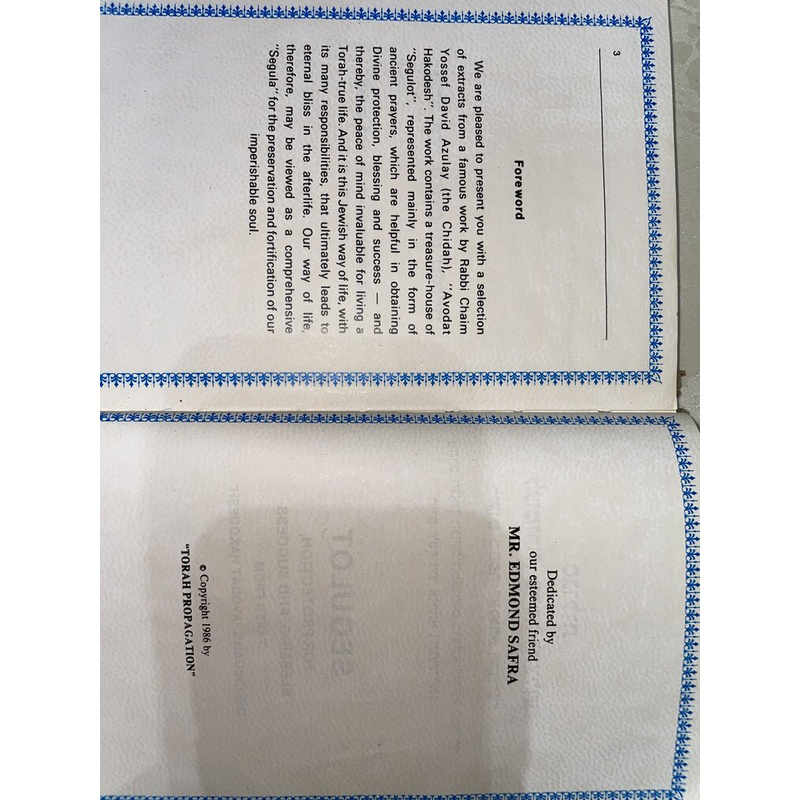 3
Foreword
We are pleased to present you with a selection
of extracts from a famous work by Rabbi Chaim
Yossef David Azulay (the Chidah), "Avodat
Hakodesh". The work contains a treasure-house of
"Segulot", represented mainly in the form of
ancient prayers, which are helpful in obtaining
Divine protection, blessing and success — and
thereby, the peace of mind invaluable for living a
Torah-true life. And it is this Jewish way of life, with
its many responsibilities, that ultimately leads to
eternal bliss in the afterlife. Our way of life,
therefore, may be viewed as a comprehensive
"Segula" for the preservation and fortification of our
imperishable soul.
Dedicated by
our esteemed friend
MR. EDMOND SAFRA
© Copyright 1986 by
"TORAH PROPAGATION"